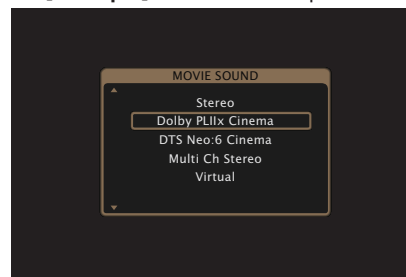 MOVIE SOUND
Stereo
Dolby PLIIx Cinema
DTS Neo:6 Cinema
Multi Ch Stereo
Virtual